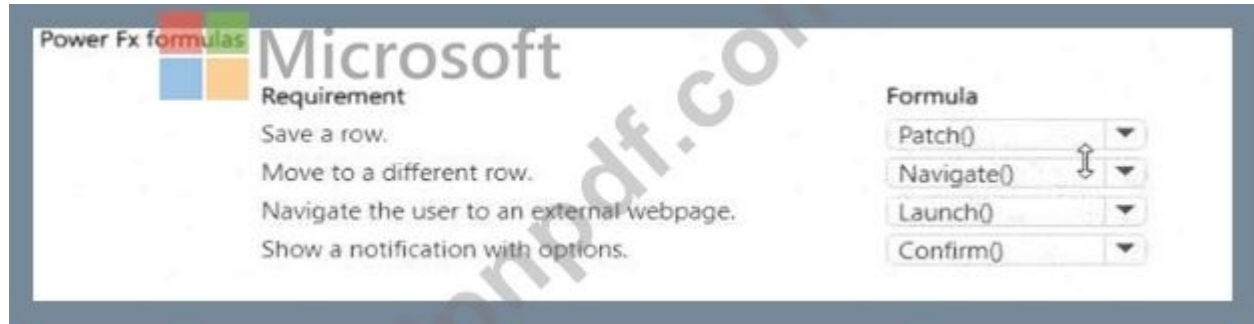 Power Fx formulas
Microsoft
Requirement Formula
Save a row. Patch()
Move to a different row. Navigate()
Navigate the user to an external webpage. Launch()
Show a notification with options. Confirm()